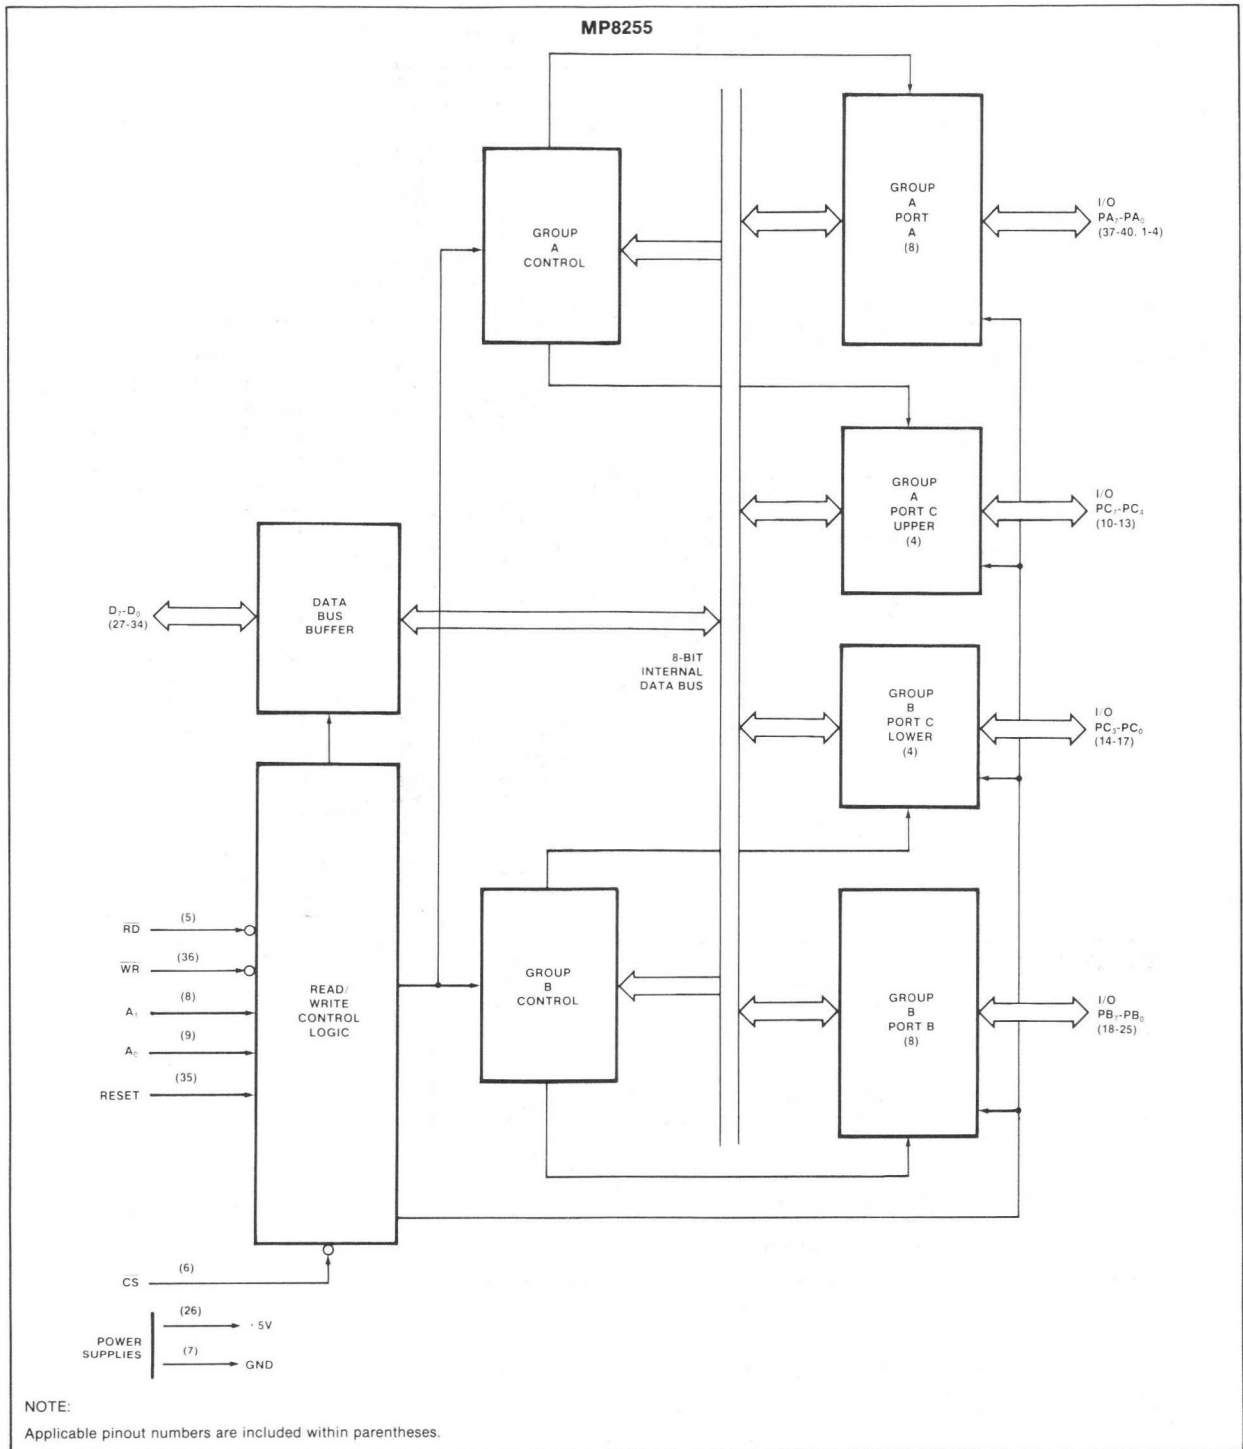 MP8255
GROUP
A
CONTROL
GROUP
A
PORT
A
(8)
I/O
PA₇-PA₀
(37-40, 1-4)
GROUP
A
PORT C
UPPER
(4)
I/O
PC₇-PC₄
(10-13)
D₇-D₀
(27-34)
DATA
BUS
BUFFER
8-BIT
INTERNAL
DATA BUS
GROUP
B
PORT C
LOWER
(4)
I/O
PC₃-PC₀
(14-17)
RD
(5)
WR
(36)
A₁
(8)
A₀
(9)
RESET
(35)
READ/
WRITE
CONTROL
LOGIC
GROUP
B
CONTROL
GROUP
B
PORT B
(8)
I/O
PB₇-PB₀
(18-25)
CS
(6)
POWER
SUPPLIES
(26)
+5V
(7)
GND
NOTE:
Applicable pinout numbers are included within parentheses.